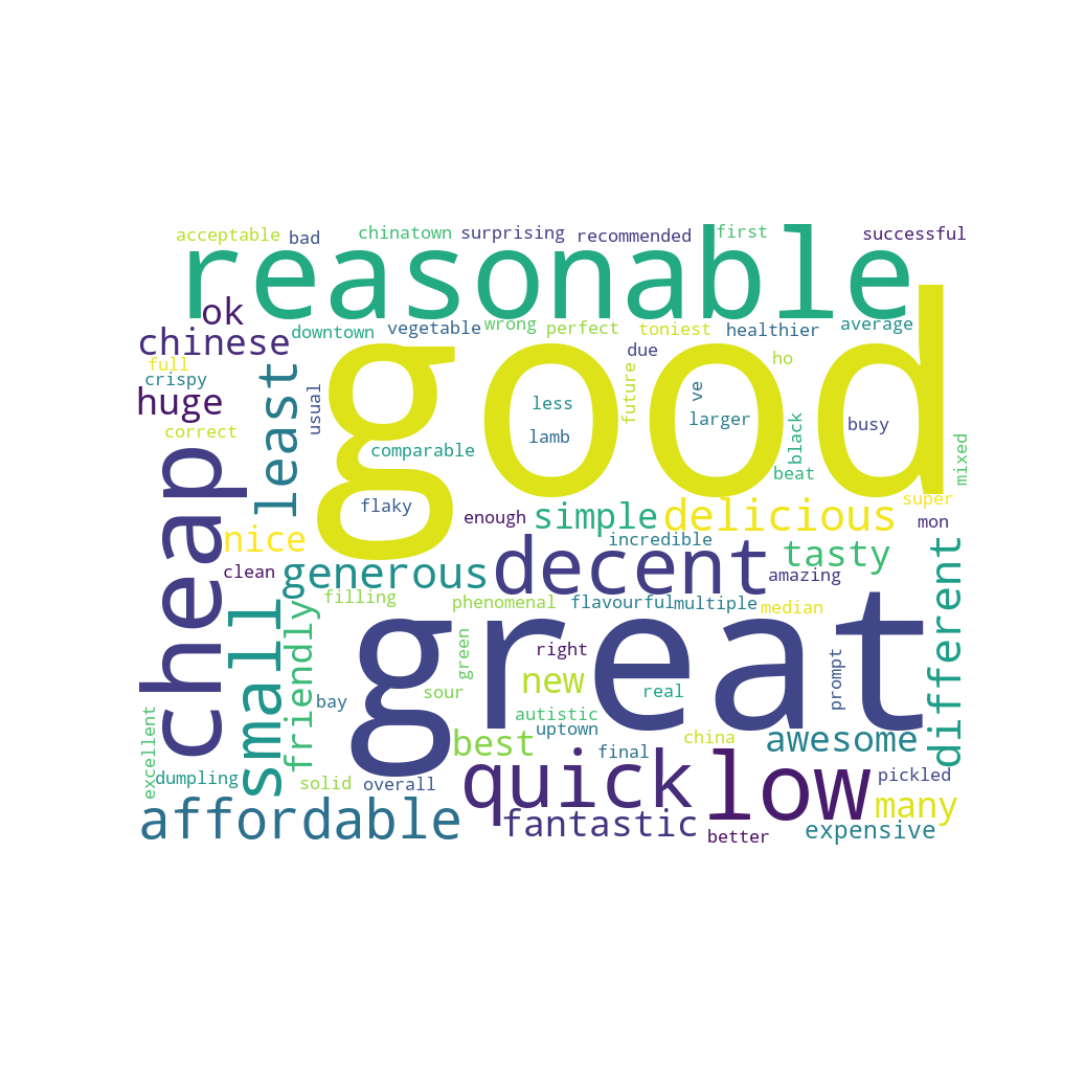 acceptable
bad
chinatown
surprising
recommended
first
successful
reasonable
ok
chinese
downtown
vegetable
wrong
perfect
toniest
healthier
average
good
full
crispy
huge
correct
least
usual
due
ho
future
ve
less
lamb
larger
busy
black
comparable
beat
mixed
cheap
flaky
enough
simple
delicious
super
mon
nice
incredible
decent
tasty
clean
generous
amazing
different
small
friendly
filling
phenomenal
flavourful
multiple
median
great
green
right
prompt
sour
new
real
bay
autistic
uptown
best
final
china
awesome
excellent
dumpling
solid
overall
quick
low
pickled
many
affordable
fantastic
better
expensive